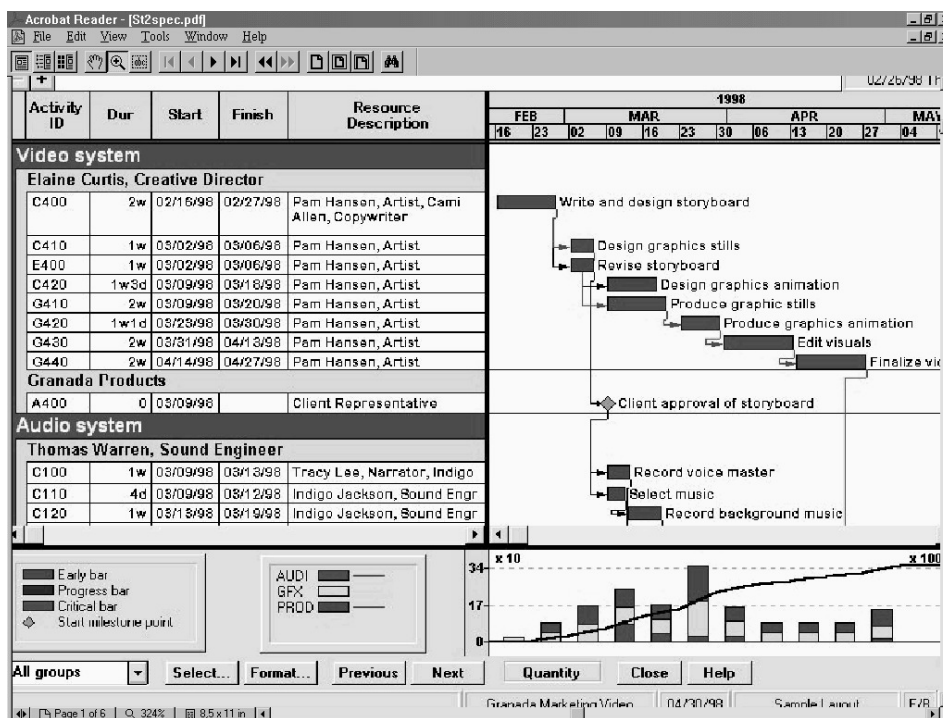 Acrobat Reader - [St2spec.pdf]
File Edit View Tools Window Help
02/26/98
Activity ID Dur Start Finish Resource Description
1998
FEB MAR APR MAY
16 23 02 09 16 23 30 06 13 20 27 04
Video system
Elaine Curtis, Creative Director
C400 2w 02/16/98 02/27/98 Pam Hansen, Artist, Cami Write and design storyboard
Allen, Copywriter
C410 1w 03/02/98 03/06/98 Pam Hansen, Artist Design graphics stills
E400 1w 03/02/98 03/06/98 Pam Hansen, Artist Revise storyboard
C420 1w3d 03/09/98 03/18/98 Pam Hansen, Artist Design graphics animation
G410 2w 03/09/98 03/20/98 Pam Hansen, Artist Produce graphic stills
G420 1w1d 03/23/98 03/30/98 Pam Hansen, Artist Produce graphics animation
G430 2w 03/31/98 04/13/98 Pam Hansen, Artist Edit visuals
G440 2w 04/14/98 04/27/98 Pam Hansen, Artist Finalize
Granada Products
A400 0 03/09/98 Client Representative Client approval of storyboard
Audio system
Thomas Warren, Sound Engineer
C100 1w 03/09/98 03/13/98 Tracy Lee, Narrator, Indigo Record voice master
C110 4d 03/09/98 03/12/98 Indigo Jackson, Sound Engr Select music
C120 1w 03/13/98 03/19/98 Indigo Jackson, Sound Engr Record background music
x 10 x 100
34
17
0
Early bar
Progress bar
Critical bar
Start milestone point
AUDI
GFX
PROD
All groups Select... Format... Previous Next Quantity Close Help
Granada Marketing Video 04/30/98 Sample Layout
Page 1 of 6 324% 8.5 x 11 in